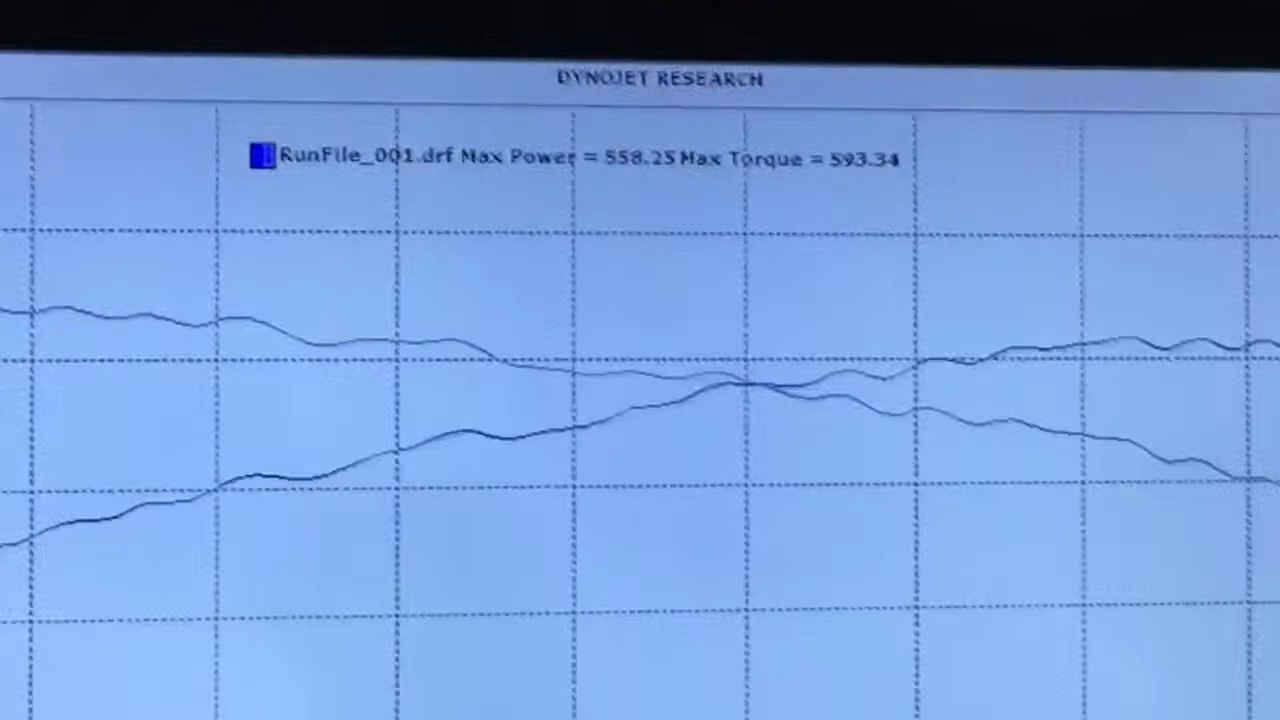 DYNOJET RESEARCH
RunFile_001.drf Max Power = 558.25 Max Torque = 593.34